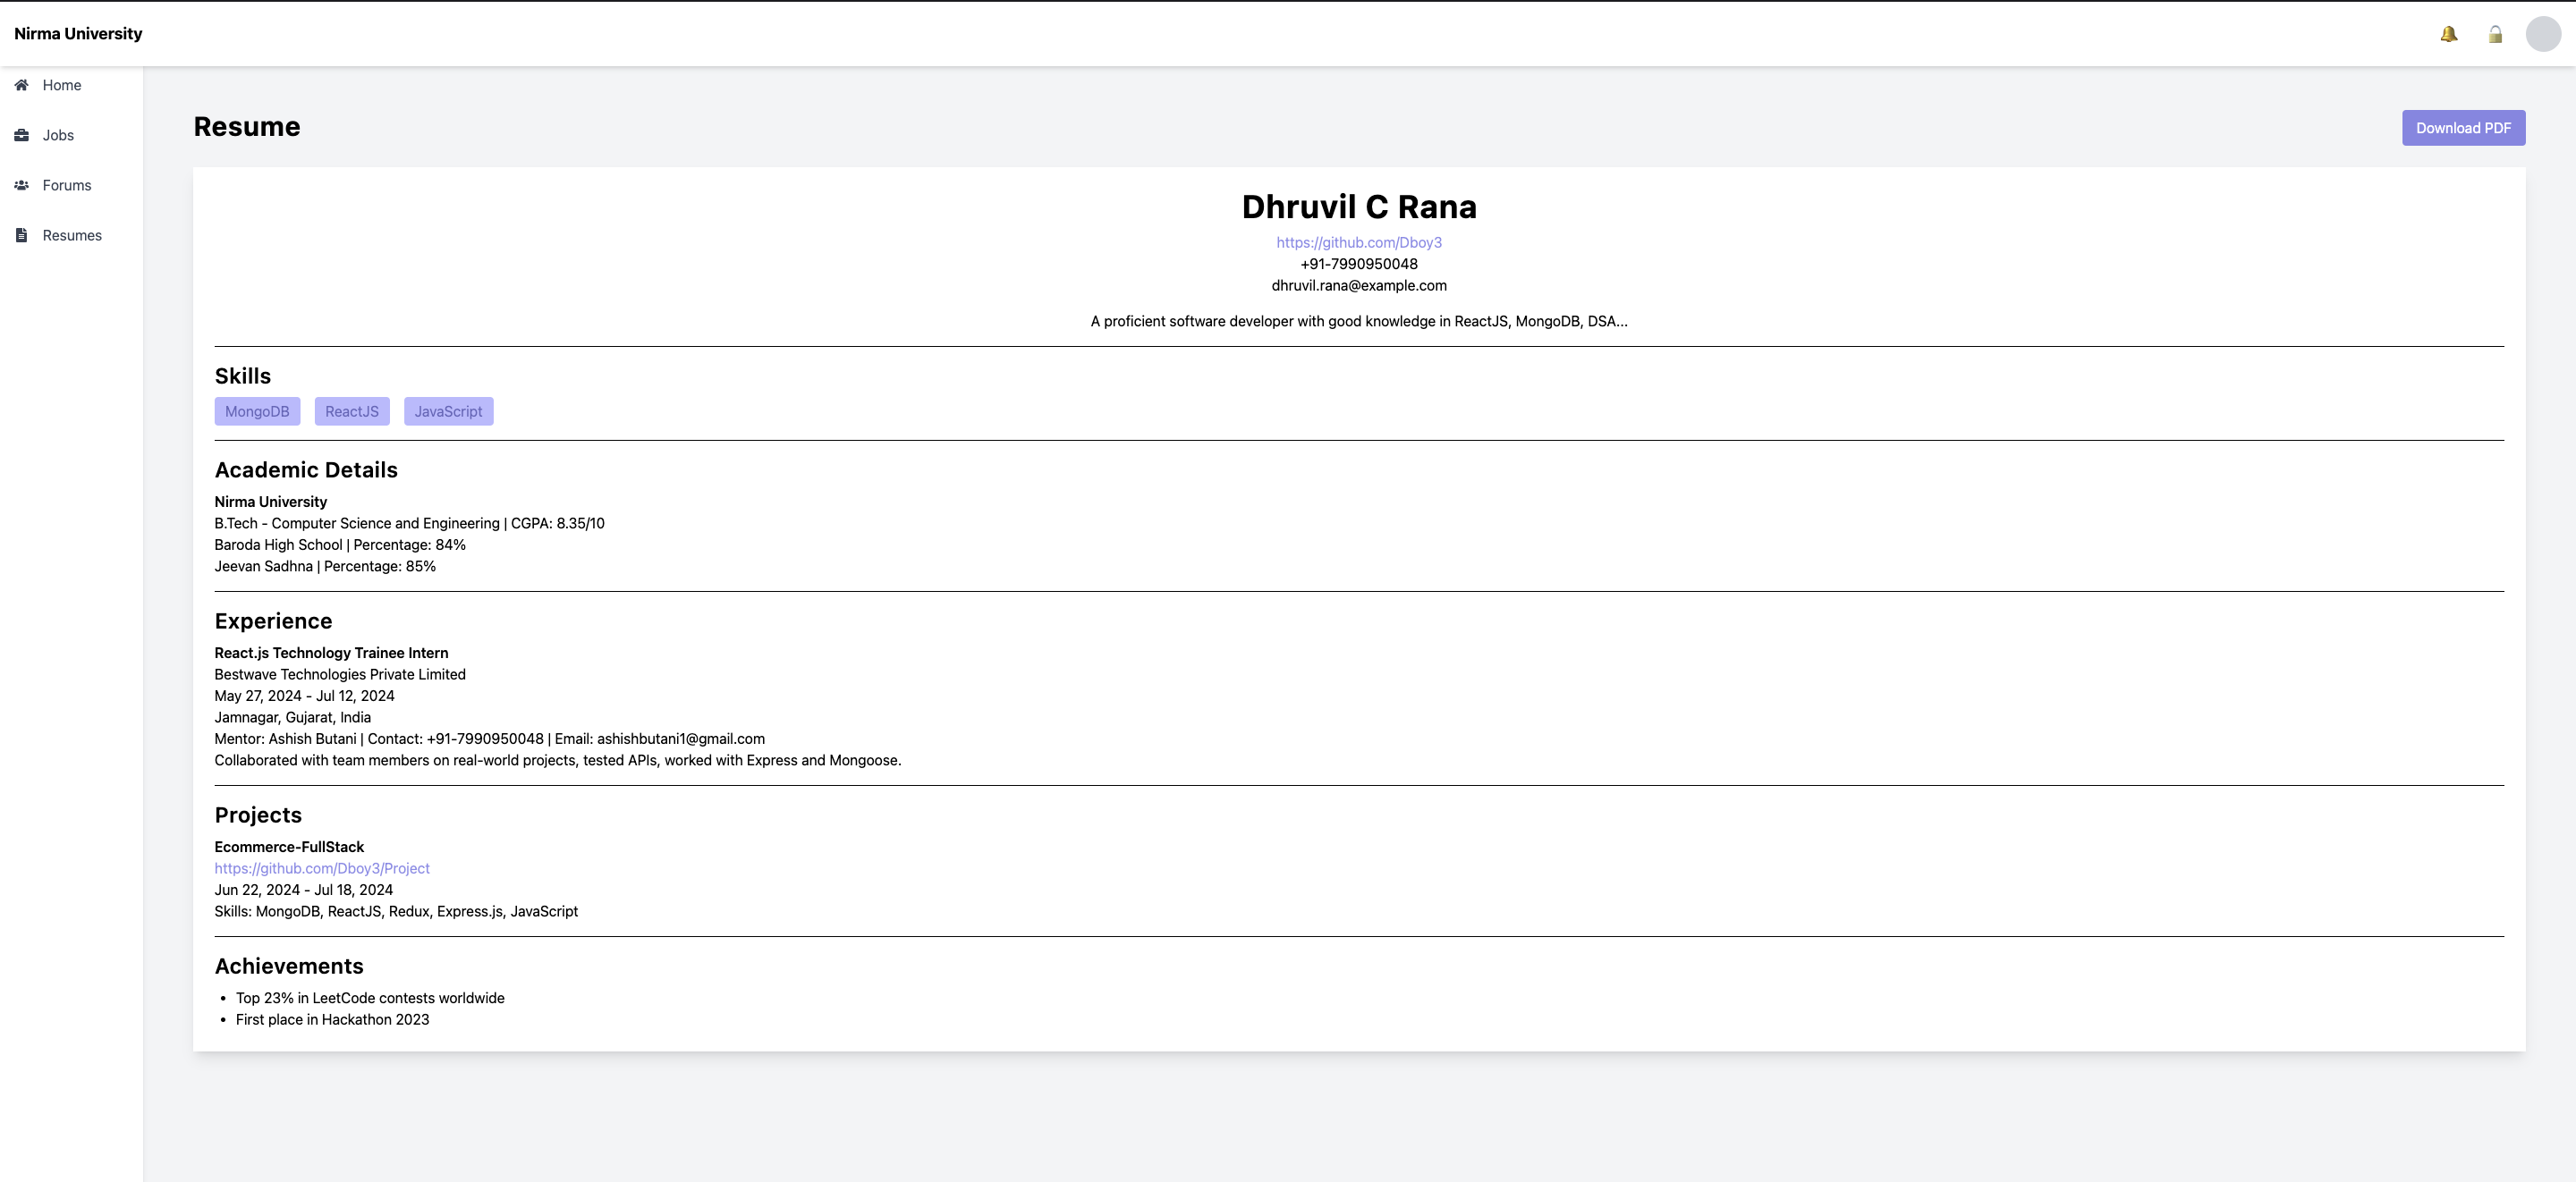 Nirma University
Home
Jobs
Forums
Resumes
Resume
Download PDF
Dhruvil C Rana
https://github.com/Dboy3
+91-7990950048
dhruvil.rana@example.com
A proficient software developer with good knowledge in ReactJS, MongoDB, DSA...
Skills
MongoDB ReactJS JavaScript
Academic Details
Nirma University
B.Tech - Computer Science and Engineering | CGPA: 8.35/10
Baroda High School | Percentage: 84%
Jeevan Sadhna | Percentage: 85%
Experience
React.js Technology Trainee Intern
Bestwave Technologies Private Limited
May 27, 2024 - Jul 12, 2024
Jamnagar, Gujarat, India
Mentor: Ashish Butani | Contact: +91-7990950048 | Email: ashishbutani1@gmail.com
Collaborated with team members on real-world projects, tested APIs, worked with Express and Mongoose.
Projects
Ecommerce-FullStack
https://github.com/Dboy3/Project
Jun 22, 2024 - Jul 18, 2024
Skills: MongoDB, ReactJS, Redux, Express.js, JavaScript
Achievements
• Top 23% in LeetCode contests worldwide
• First place in Hackathon 2023